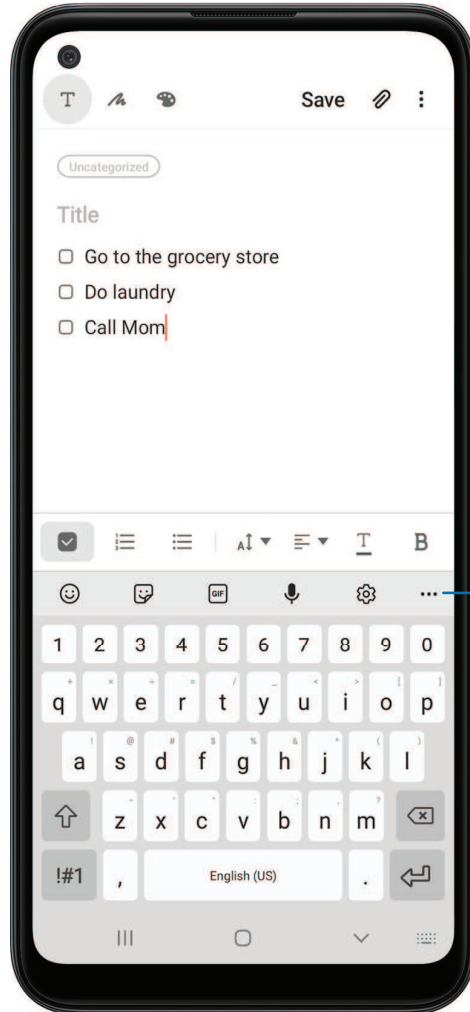 T Save
Uncategorized
Title
Go to the grocery store
Do laundry
Call Mom
T B
GIF
1 2 3 4 5 6 7 8 9 0
q w e r t y u i o p
a s d f g h j k l
z x c v b n m
!#1 , English (US) .